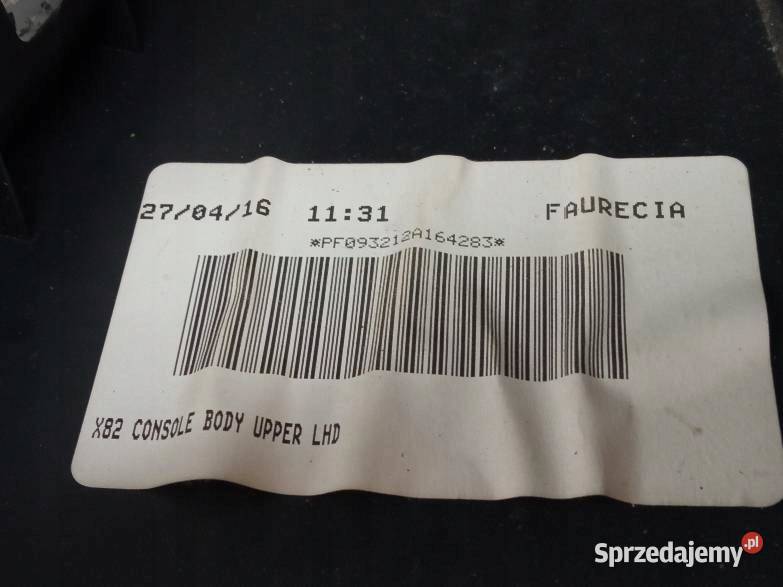 27/04/16 11:31 FAURECIA
*PF093212A164283*
X82 CONSOLE BODY UPPER LHD
Sprzedajemy.pl